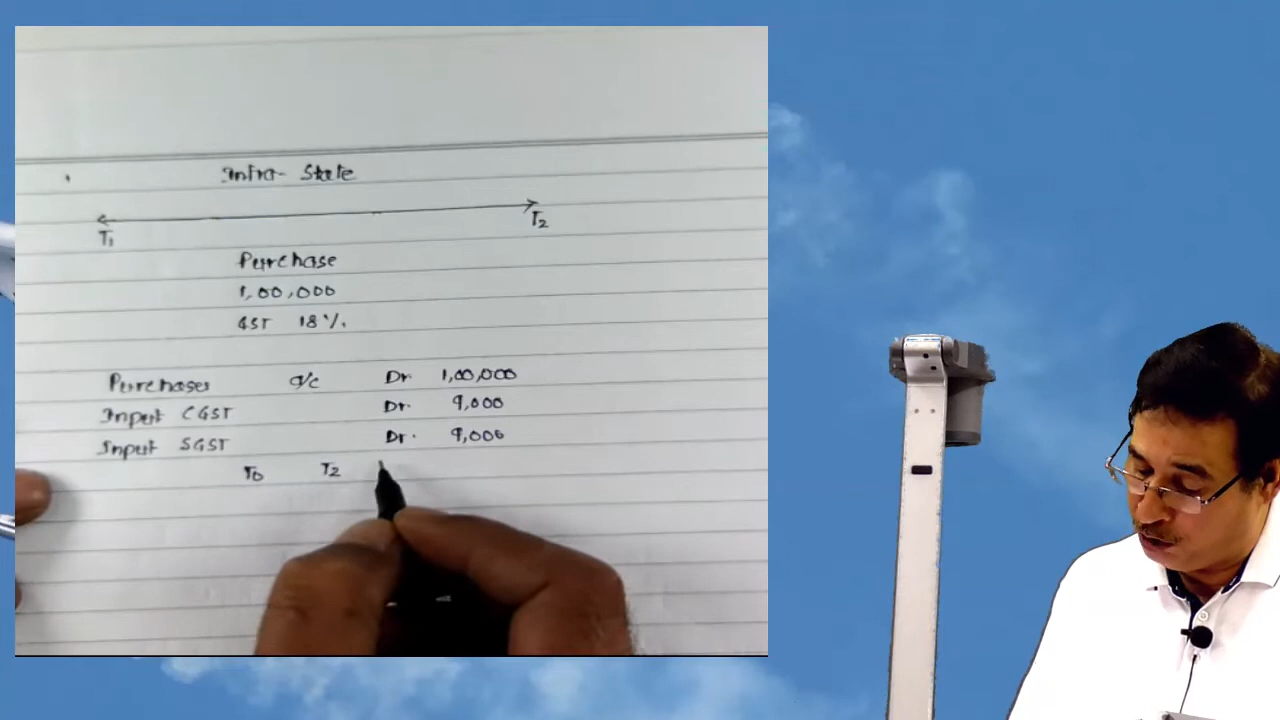 Intra- State
T1 T2
Purchase
1,00,000
GST 18%.
Purchases a/c Dr 1,00,000
Input CGST Dr. 9,000
Input SGST Dr. 9,000
To T2